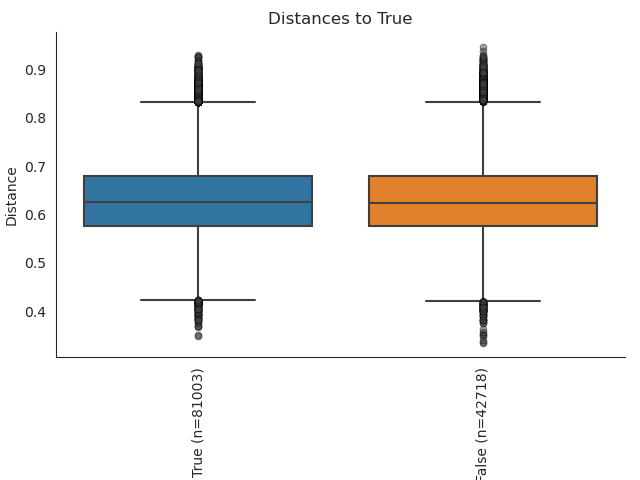 Distances to True
Distance
0.9
0.8
0.7
0.6
0.5
0.4
True (n=81003)
False (n=42718)